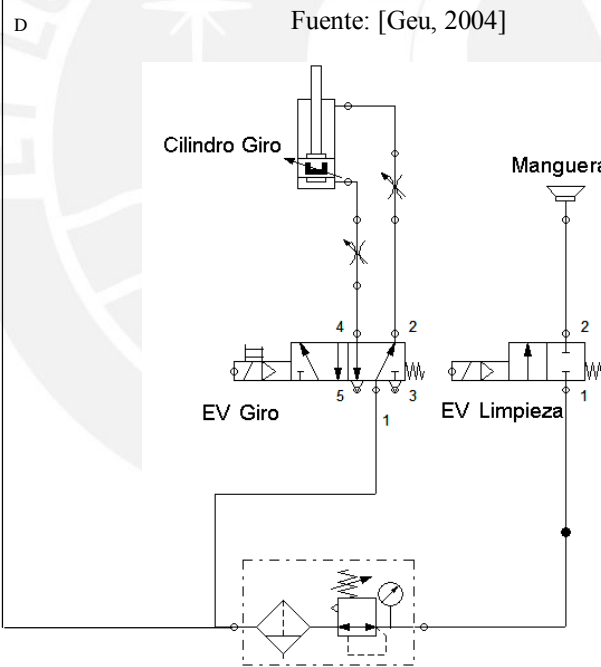 D
Fuente: [Geu, 2004]
Cilindro Giro
Manguera
4
2
2
5
3
1
1
EV Giro
EV Limpieza